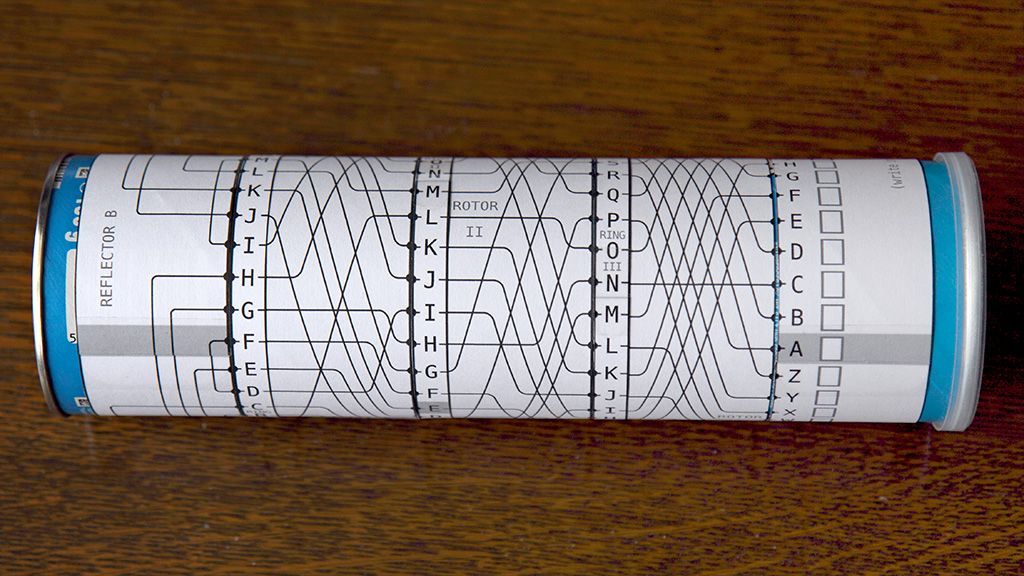 REFLECTOR B
K
J
I
H
G
F
E
D
C
N
M
L
K
J
I
H
G
F
E
ROTOR
II
R
Q
P
O
N
M
L
K
J
I
RING
III
H
G
F
E
D
C
B
A
Z
Y
X
ROTOR
(write
5